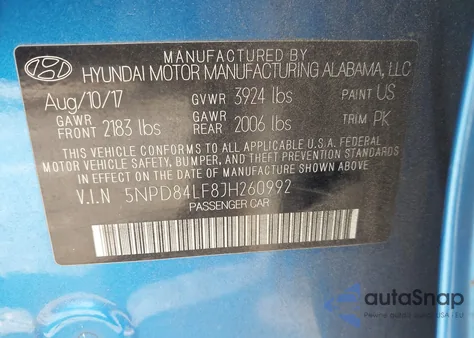 MANUFACTURED BY
HYUNDAI MOTOR MANUFACTURING ALABAMA, LLC
Aug/10/17 GVWR 3924 lbs PAINT US
GAWR FRONT 2183 lbs GAWR REAR 2006 lbs TRIM PK
THIS VEHICLE CONFORMS TO ALL APPLICABLE U.S. FEDERAL
MOTOR VEHICLE SAFETY, BUMPER, AND THEFT PREVENTION
STANDARDS IN EFFECT ON THE DATE OF MANUFACTURE SHOWN ABOVE.
V.I.N 5NPD84LF8JH260992
PASSENGER CAR
autoSnap